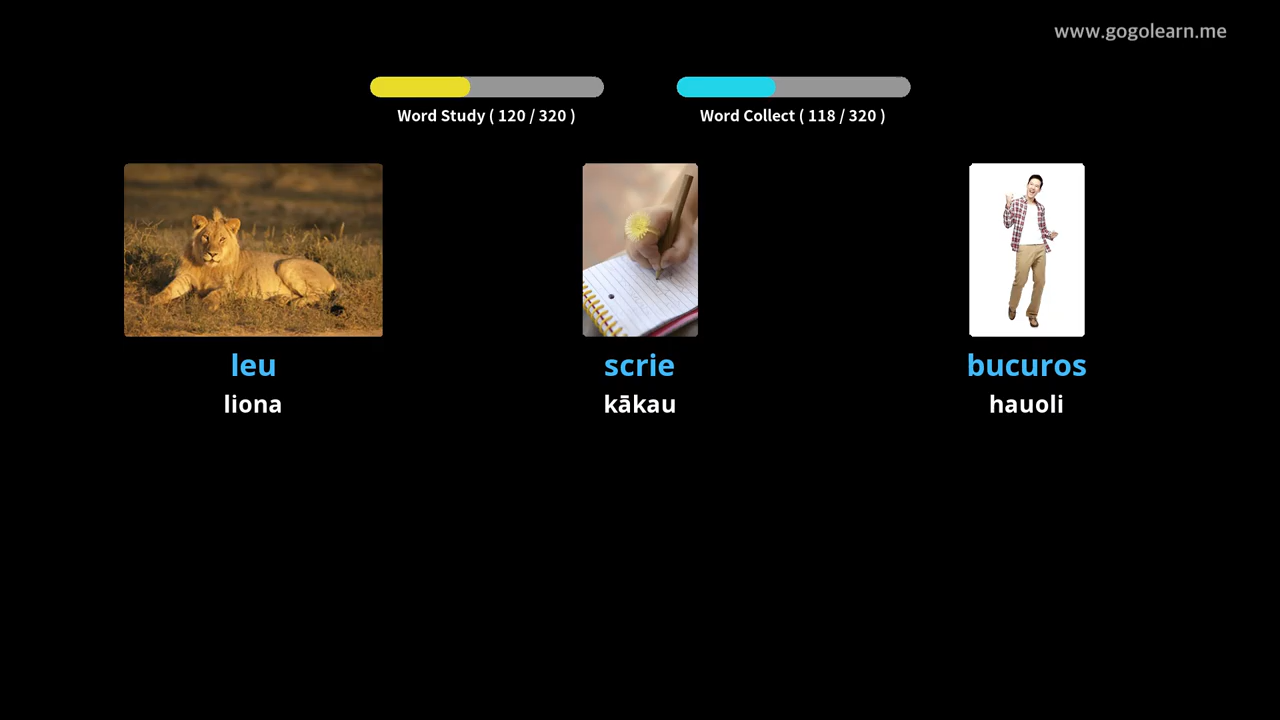 www.gogolearn.me
Word Study ( 120 / 320 )
Word Collect ( 118 / 320 )
leu
scrie
bucuros
liona
kākau
hauoli